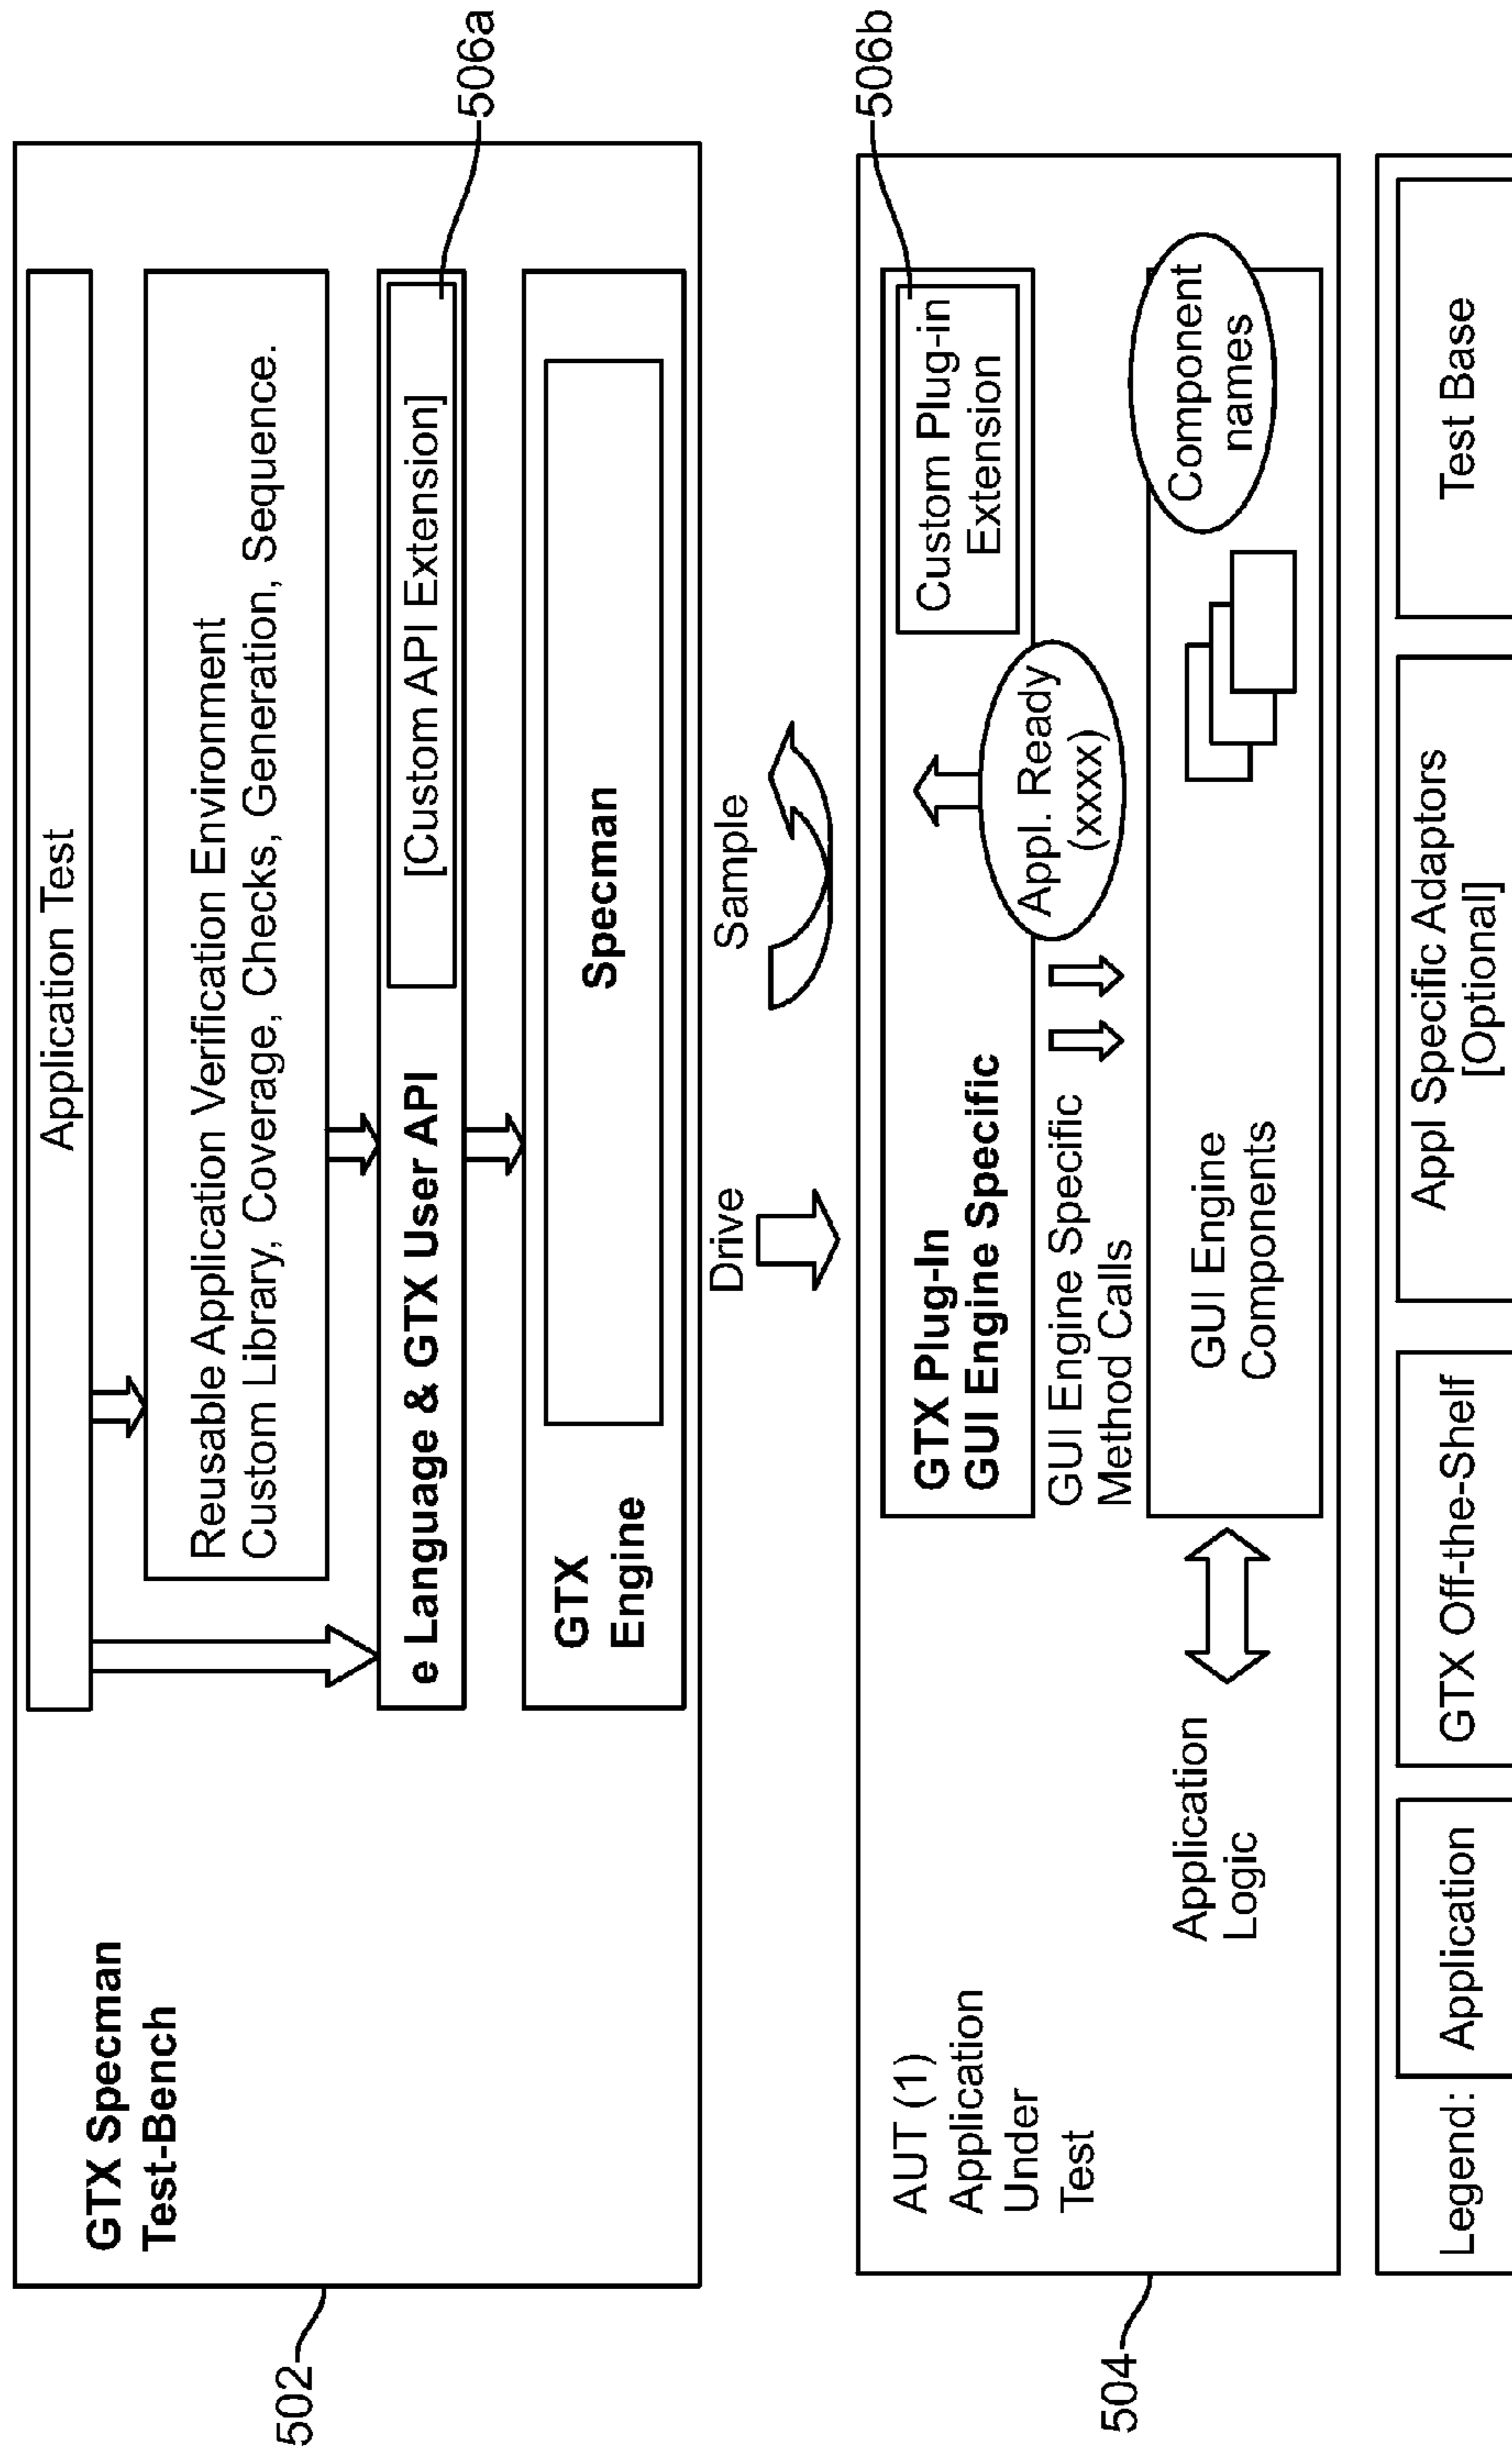 GTX Specman
Test-Bench
Application Test
Reusable Application Verification Environment
Custom Library, Coverage, Checks, Generation, Sequence.
e Language & GTX User API
[Custom API Extension]
GTX
Engine
Specman
502
506a
Drive
Sample
AUT (1)
Application
Under
Test
GTX Plug-In
GUI Engine Specific
Custom Plug-in
Extension
506b
Appl. Ready
(xxxx)
GUI Engine Specific
Method Calls
Application
Logic
GUI Engine
Components
Component
names
504
Legend:
Application
GTX Off-the-Shelf
Appl Specific Adaptors
[Optional]
Test Base